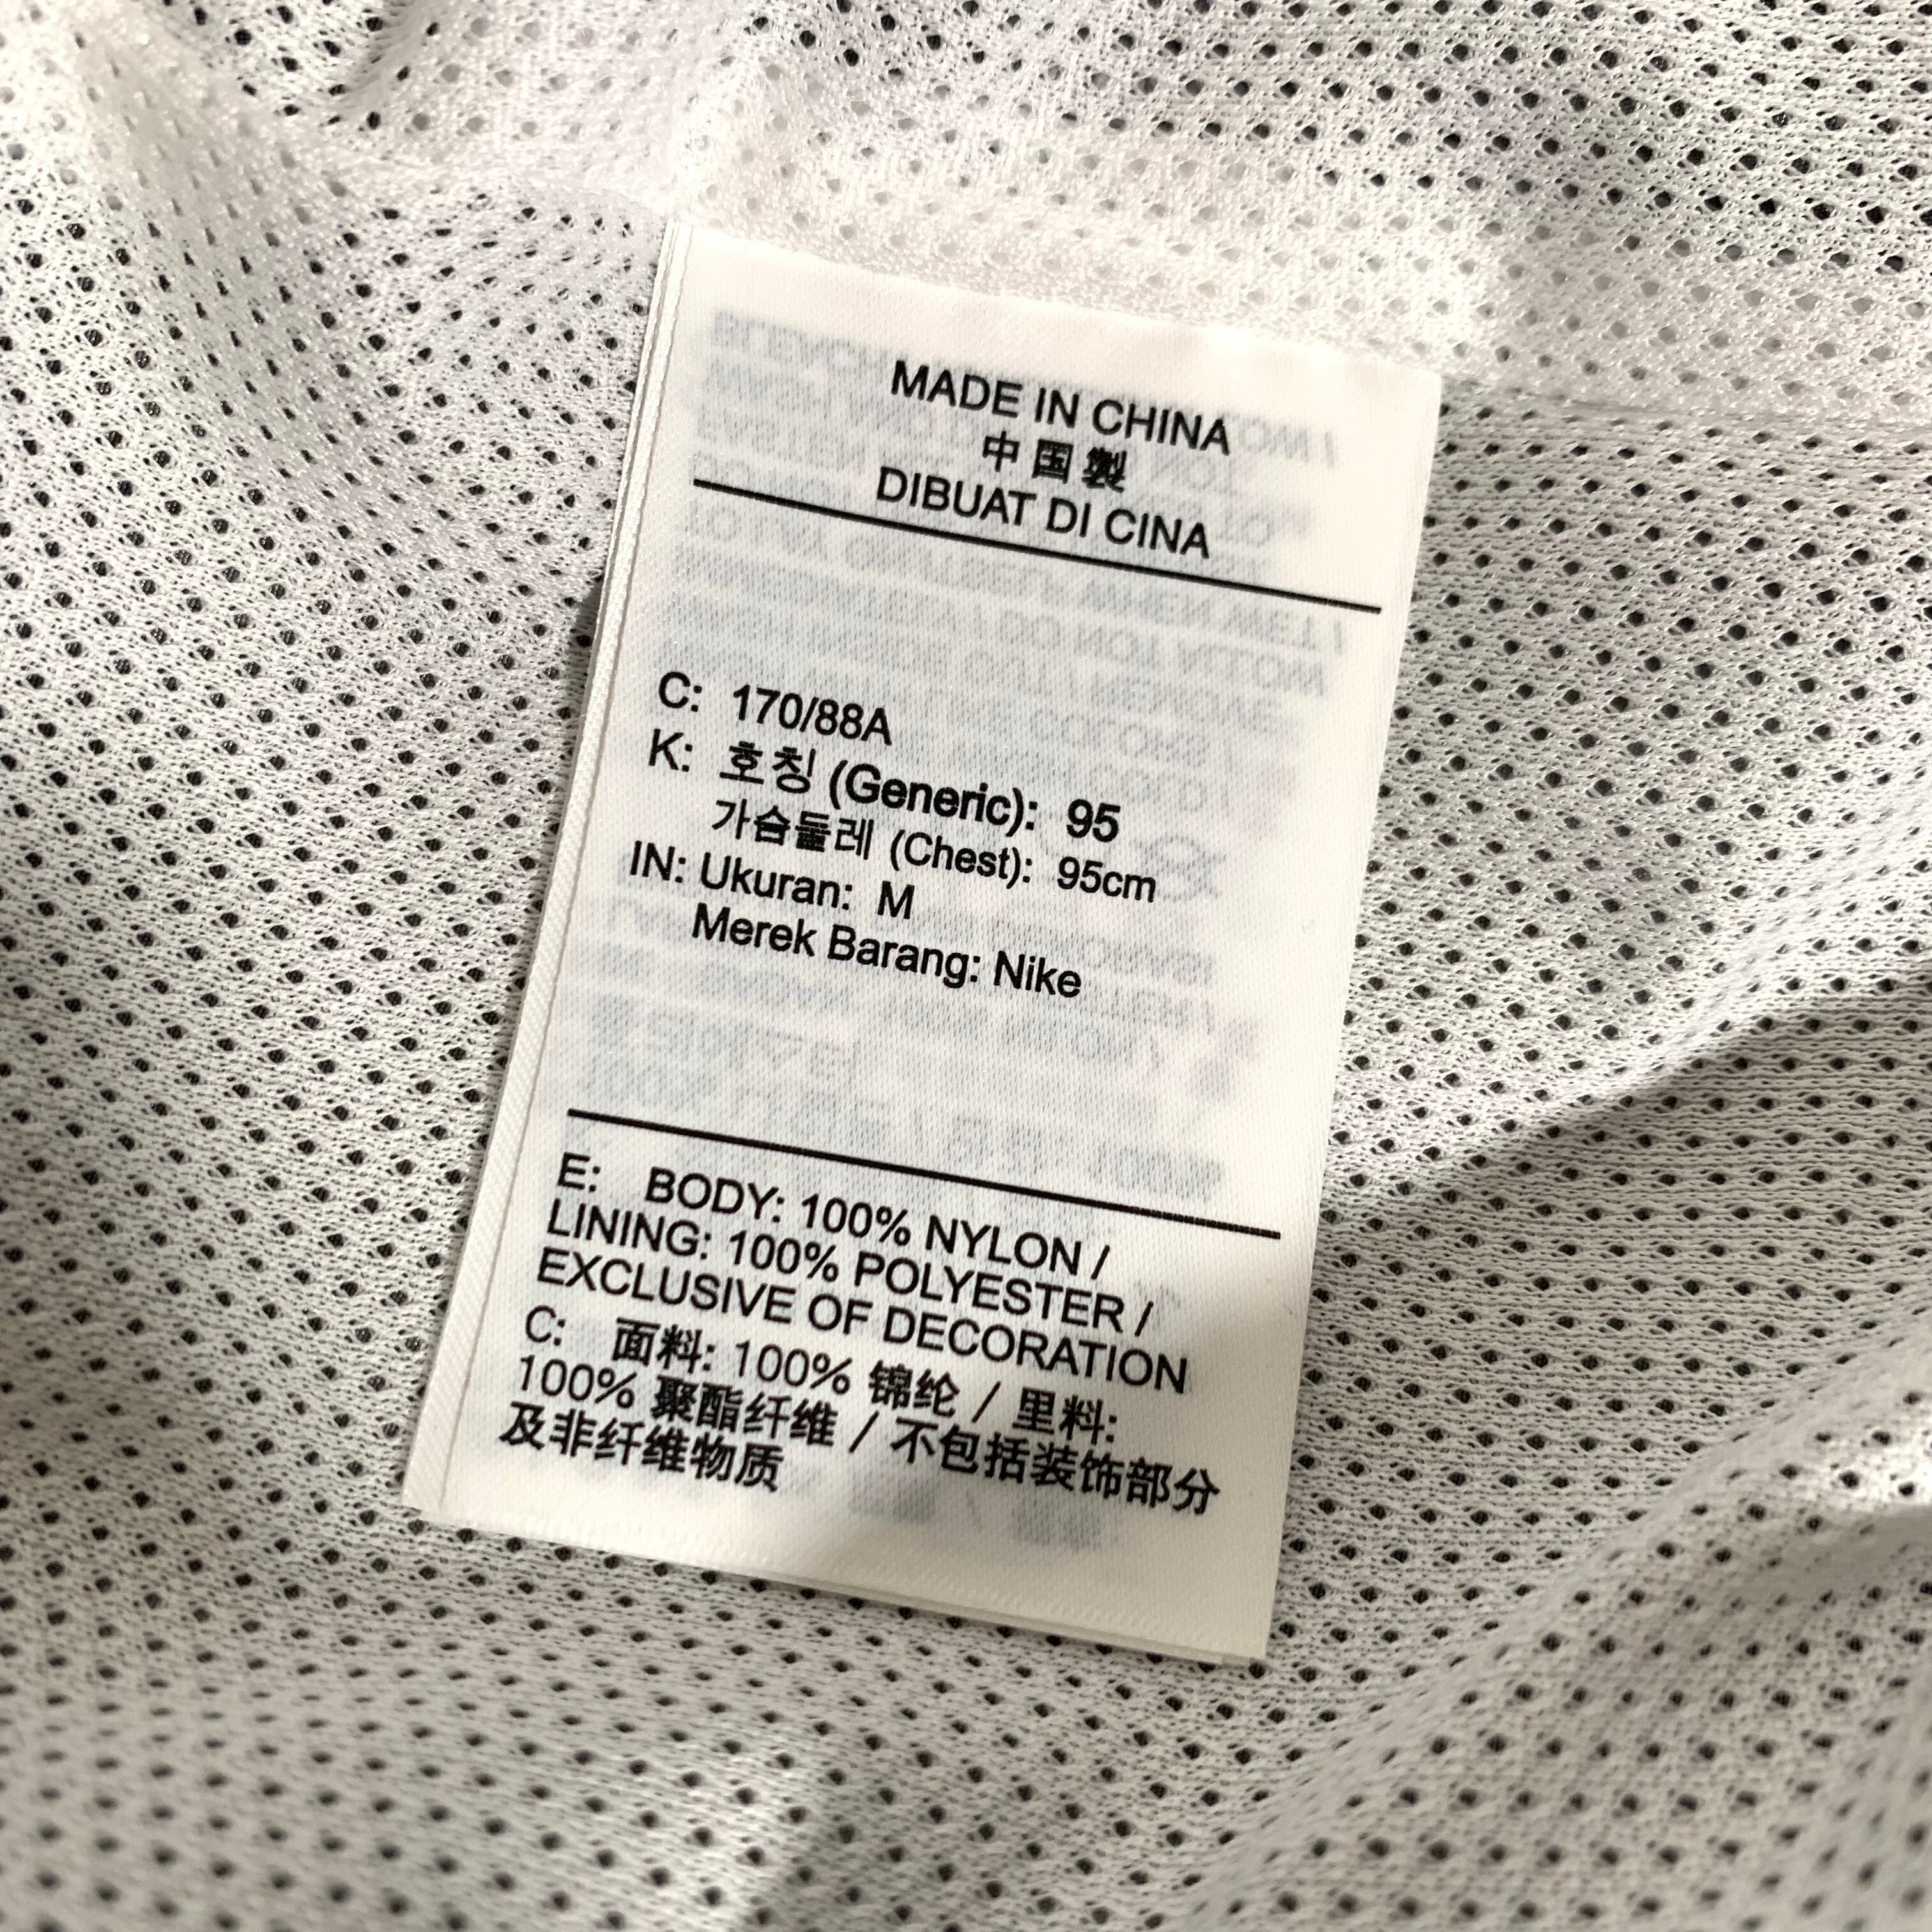 MADE IN CHINA
中国製
DIBUAT DI CINA
C: 170/88A
K: 호칭 (Generic): 95
가슴둘레 (Chest): 95cm
IN: Ukuran: M
Merek Barang: Nike
E: BODY: 100% NYLON /
LINING: 100% POLYESTER /
EXCLUSIVE OF DECORATION
C: 面料: 100% 锦纶 / 里料:
100% 聚酯纤维 / 不包括装饰部分
及非纤维物质